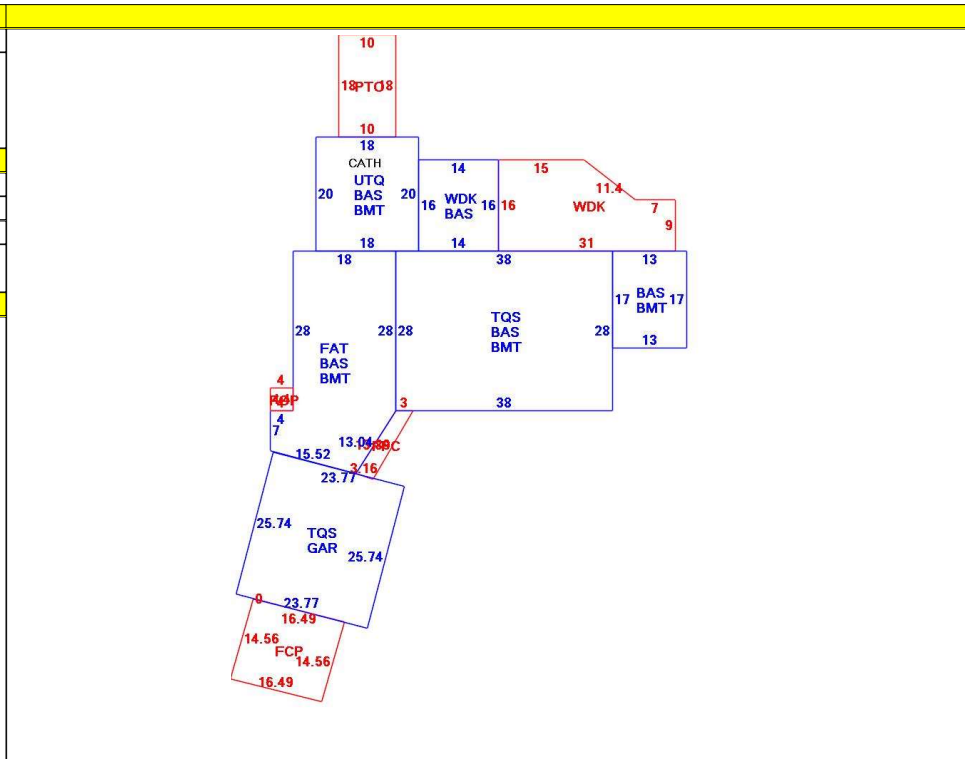 10
18 PTO 18
10
18
CATH
UTQ
BAS
BMT
20
20
18
14
WDK
BAS
16
16
14
15
11.4
16
WDK
7
9
31
18
28
28
FAT
BAS
BMT
38
28
TQS
BAS
BMT
28
38
13
17
BAS
BMT
17
13
4
4
7
3
13.04
3.16
15.52
23.77
25.74
TQS
GAR
25.74
23.77
0
16.49
14.56
FCP
14.56
16.49